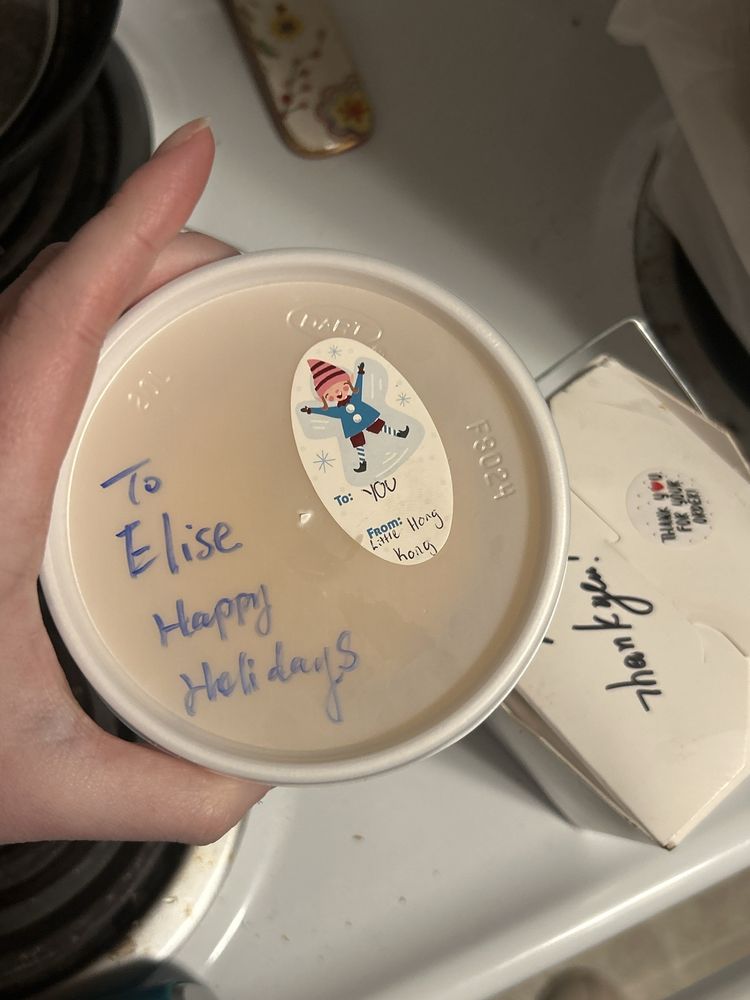 DART
20L
F8024
To: YOU
From:
Little Hong
Kong
To
Elise
Happy
Holidays
THANK YOU
FOR YOUR
ORDER!
Thank you!